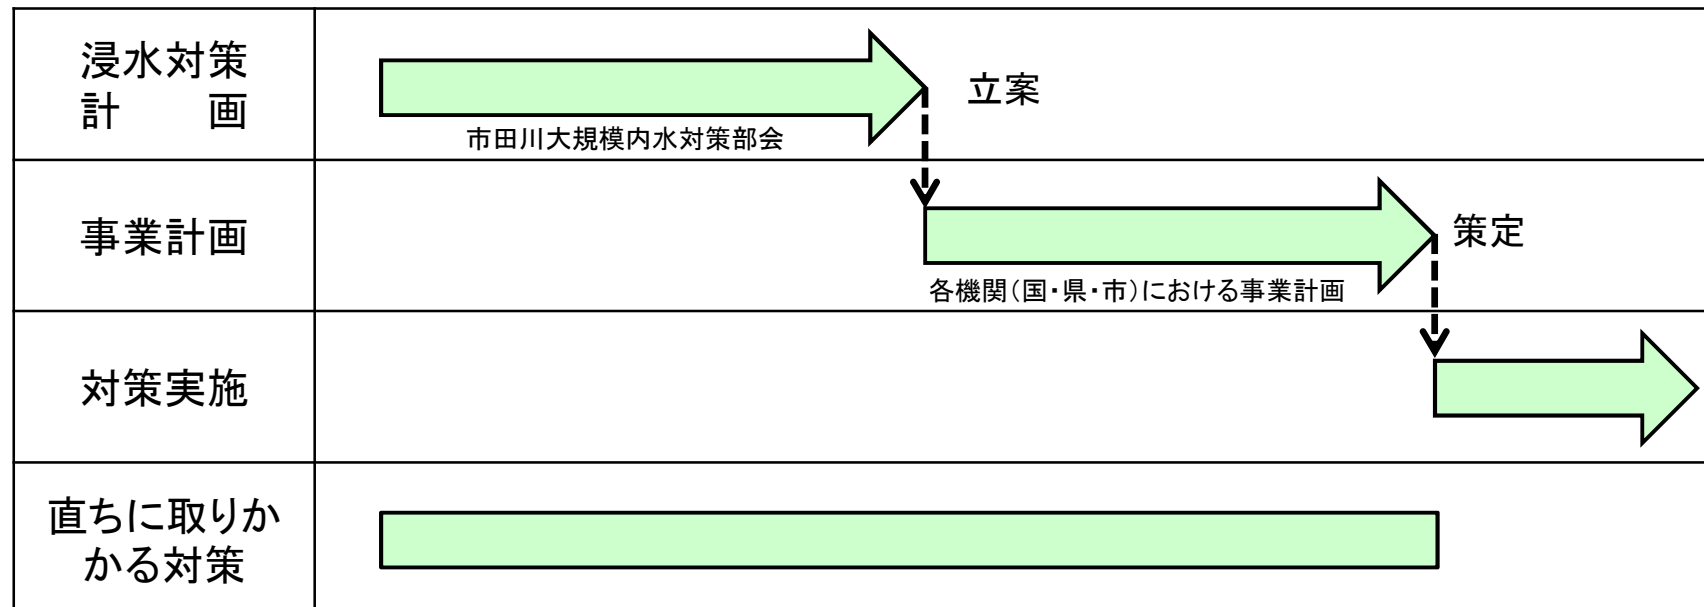 浸水対策
計　　画
立案
市田川大規模内水対策部会
事業計画
策定
各機関（国・県・市）における事業計画
対策実施
直ちに取りか
かる対策